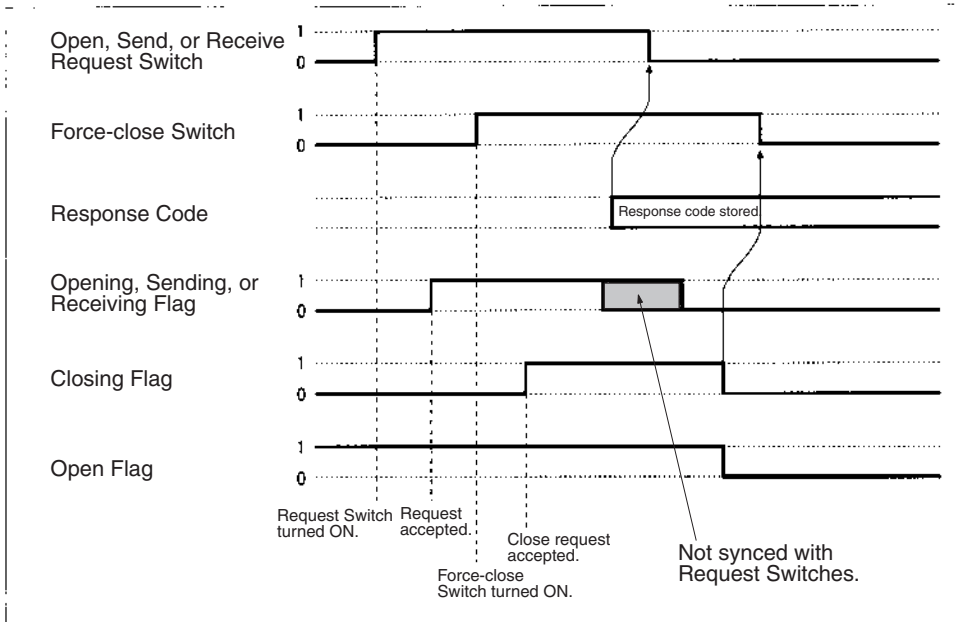 Open, Send, or Receive
Request Switch
1
0
Force-close Switch
1
0
Response Code
Response code stored.
Opening, Sending, or
Receiving Flag
1
0
Closing Flag
1
0
Open Flag
1
0
Request Switch
turned ON.
Request
accepted.
Close request
accepted.
Force-close
Switch turned ON.
Not synced with
Request Switches.